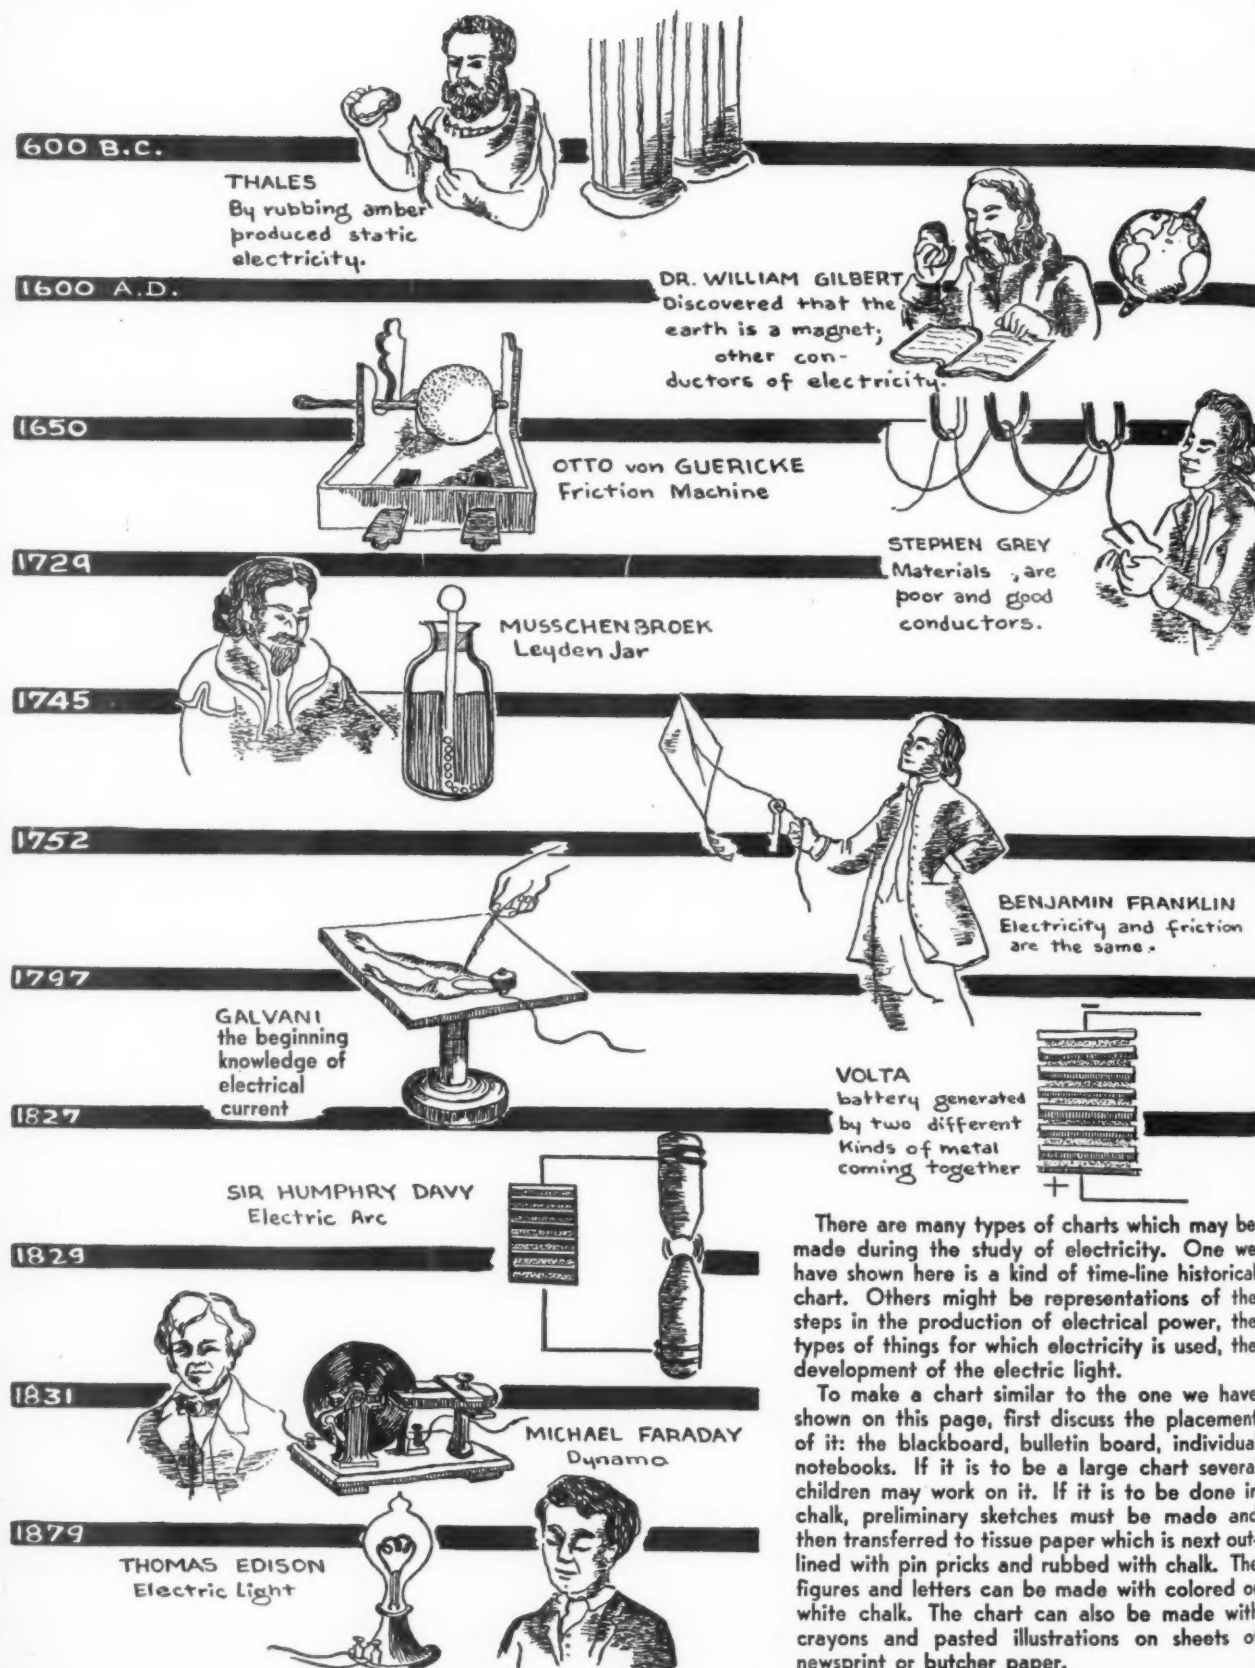 600 B.C.
THALES
By rubbing amber
produced static
electricity.
1600 A.D.
DR. WILLIAM GILBERT
Discovered that the
earth is a magnet;
other con-
ductors of electricity.
1650
OTTO von GUERICKE
Friction Machine
1729
STEPHEN GREY
Materials , are
poor and good
conductors.
MUSSCHENBROEK
Leyden Jar
1745
1752
BENJAMIN FRANKLIN
Electricity and friction
are the same.
1797
GALVANI
the beginning
knowledge of
electrical
current
1827
VOLTA
battery generated
by two different
Kinds of metal
coming together
-
+
SIR HUMPHRY DAVY
Electric Arc
1829
1831
MICHAEL FARADAY
Dynamo
1879
THOMAS EDISON
Electric Light
There are many types of charts which may be
made during the study of electricity. One we
have shown here is a kind of time-line historical
chart. Others might be representations of the
steps in the production of electrical power, the
types of things for which electricity is used, the
development of the electric light.
To make a chart similar to the one we have
shown on this page, first discuss the placement
of it: the blackboard, bulletin board, individual
notebooks. If it is to be a large chart several
children may work on it. If it is to be done in
chalk, preliminary sketches must be made and
then transferred to tissue paper which is next out-
lined with pin pricks and rubbed with chalk. The
figures and letters can be made with colored or
white chalk. The chart can also be made with
crayons and pasted illustrations on sheets of
newsprint or butcher paper.